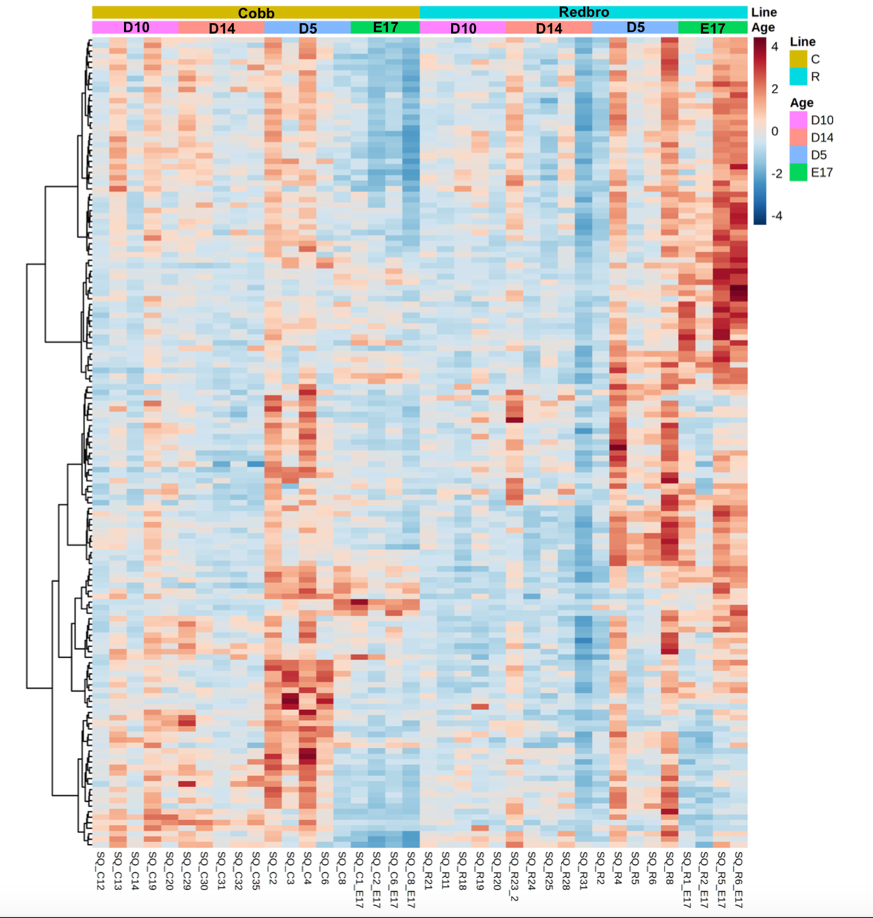 Cobb Redbro Line
D10 D14 D5 E17 D10 D14 D5 E17 Age
4
2
0
-2
-4
Line
C
R
Age
D10
D14
D5
E17
SQ_C12
SQ_C13
SQ_C14
SQ_C19
SQ_C20
SQ_C29
SQ_C30
SQ_C31
SQ_C32
SQ_C35
SQ_C2
SQ_C3
SQ_C4
SQ_C6
SQ_C8
SQ_C1_E17
SQ_C2_E17
SQ_C6_E17
SQ_C8_E17
SQ_R21
SQ_R11
SQ_R18
SQ_R19
SQ_R20
SQ_R23_2
SQ_R24
SQ_R25
SQ_R28
SQ_R31
SQ_R2
SQ_R4
SQ_R5
SQ_R6
SQ_R8
SQ_R1_E17
SQ_R2_E17
SQ_R5_E17
SQ_R6_E17